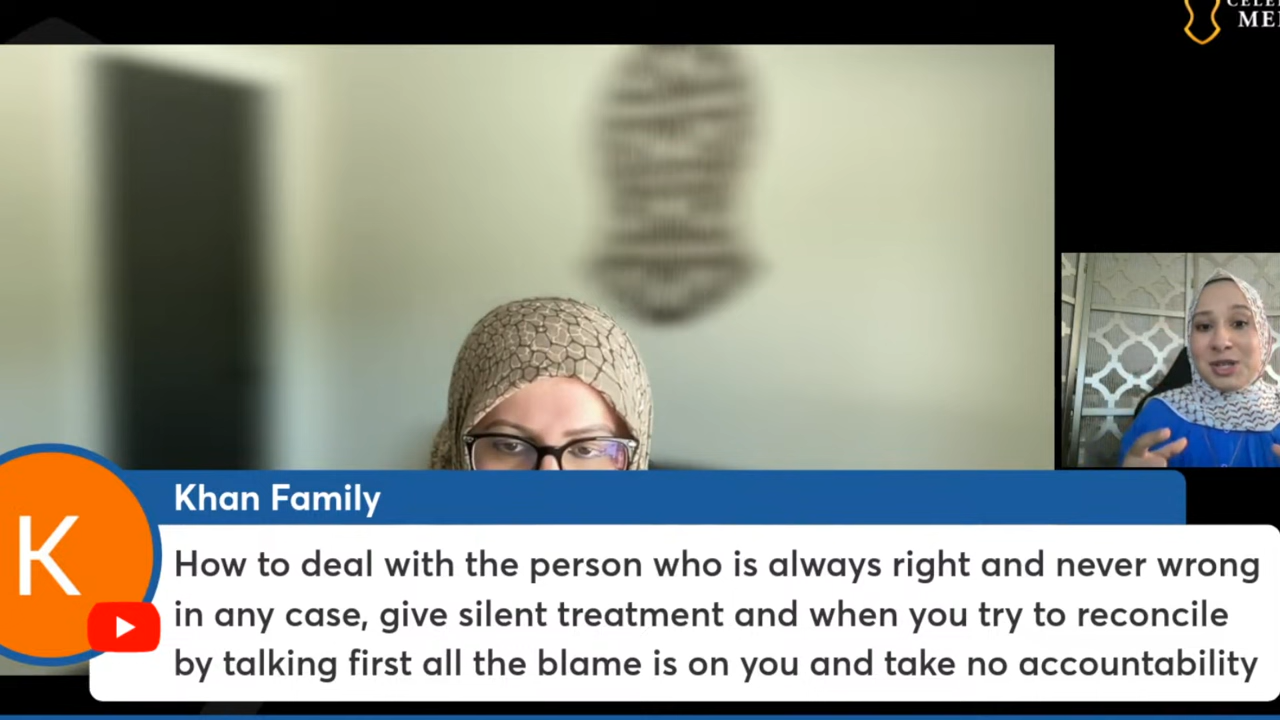 Khan Family
K
How to deal with the person who is always right and never wrong
in any case, give silent treatment and when you try to reconcile
by talking first all the blame is on you and take no accountability